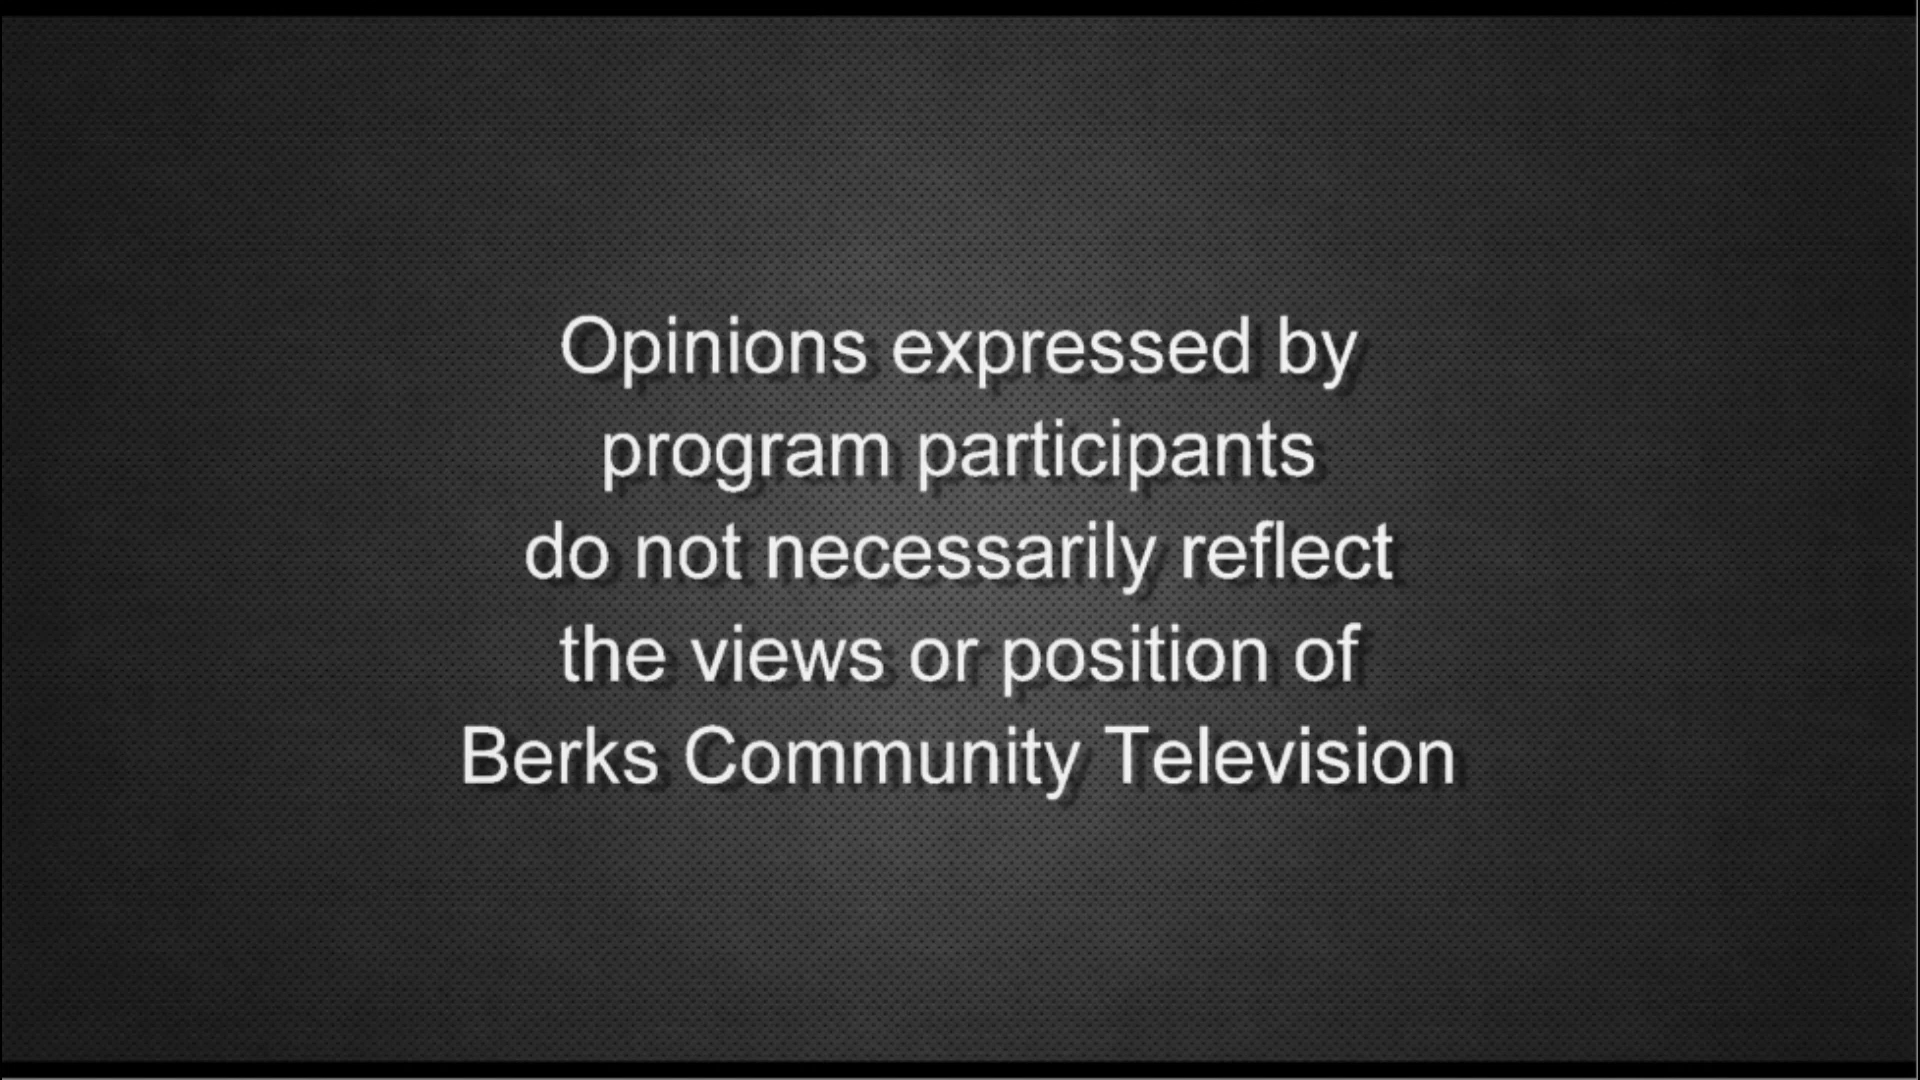 Opinions expressed by
program participants
do not necessarily reflect
the views or position of
Berks Community Television